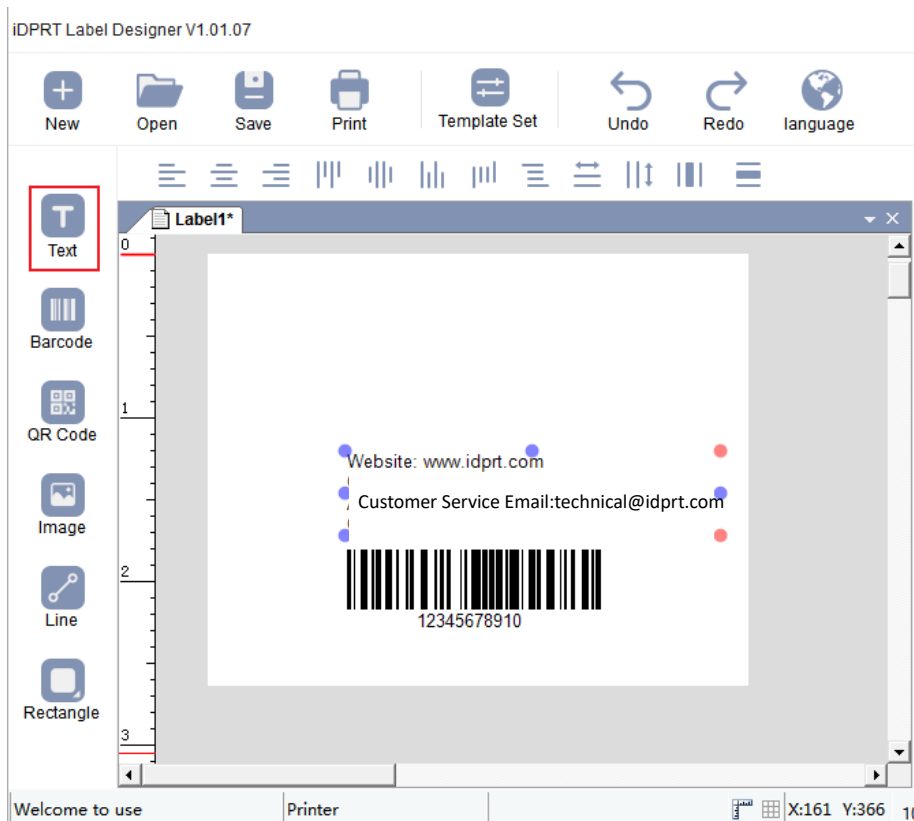 iDPRT Label Designer V1.01.07
New Open Save Print Template Set Undo Redo language
Label1*
Text
Barcode
QR Code
Image
Line
Rectangle
0
1
2
3
Website: www.idprt.com
Customer Service Email:technical@idprt.com
12345678910
Welcome to use Printer X:161 Y:366